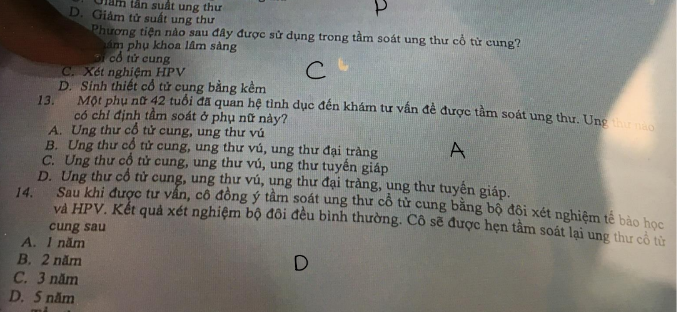 Giảm tần suất ung thư
D. Giảm tử suất ung thư
D
Phương tiện nào sau đây được sử dụng trong tầm soát ung thư cổ tử cung?
phụ khoa lâm sàng
cổ tử cung
C. Xét nghiệm HPV
C
D. Sinh thiết cổ tử cung bằng kềm
13. Một phụ nữ 42 tuổi đã quan hệ tình dục đến khám tư vấn để được tầm soát ung thư. Ung thư nào
có chỉ định tầm soát ở phụ nữ này?
A. Ung thư cổ tử cung, ung thư vú
B. Ung thư cổ tử cung, ung thư vú, ung thư đại tràng
A
C. Ung thư cổ tử cung, ung thư vú, ung thư tuyến giáp
D. Ung thư cổ tử cung, ung thư vú, ung thư đại tràng, ung thư tuyến giáp.
14. Sau khi được tư vấn, cô đồng ý tầm soát ung thư cổ tử cung bằng bộ đôi xét nghiệm tế bào học
và HPV. Kết quả xét nghiệm bộ đôi đều bình thường. Cô sẽ được hẹn tầm soát lại ung thư cổ tử
cung sau
A. 1 năm
B. 2 năm
D
C. 3 năm
D. 5 năm